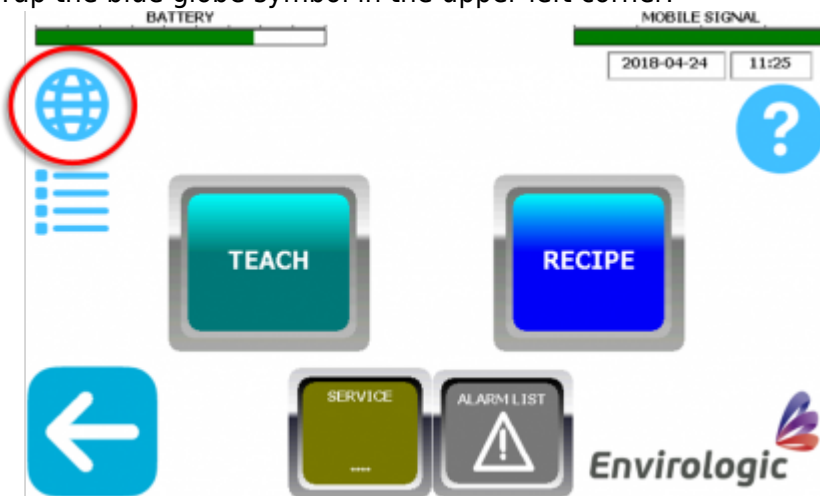 Tap the blue globe symbol in the upper left corner.
BATTERY
MOBILE SIGNAL
2018-04-24
11:25
?
TEACH
RECIPE
SERVICE
....
ALARM LIST
Envirologic